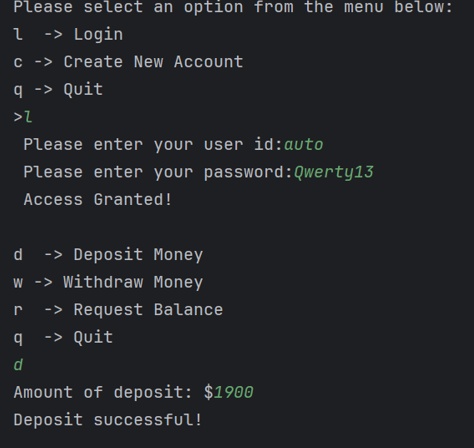 Please select an option from the menu below:
l  -> Login
c -> Create New Account
q -> Quit
>l
Please enter your user id:auto
Please enter your password:Qwerty13
Access Granted!
d  -> Deposit Money
w -> Withdraw Money
r  -> Request Balance
q  -> Quit
d
Amount of deposit: $1900
Deposit successful!